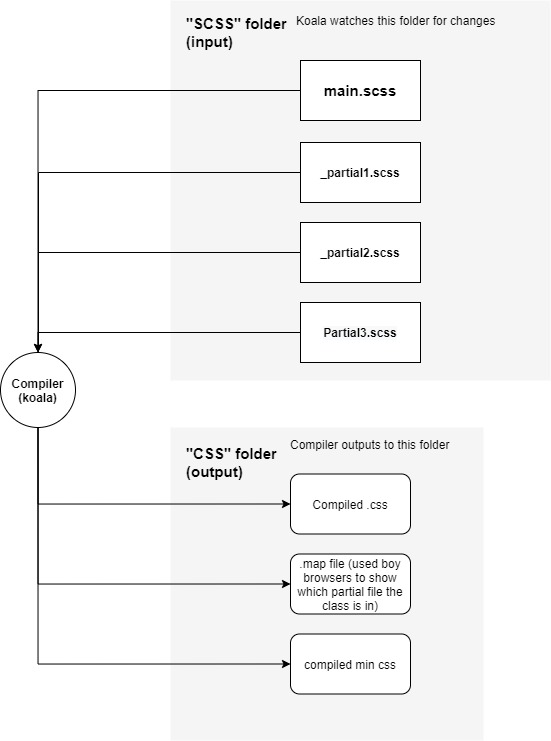 "SCSS" folder
(input)
Koala watches this folder for changes
main.scss
_partial1.scss
_partial2.scss
Partial3.scss
Compiler
(koala)
"CSS" folder
(output)
Compiler outputs to this folder
Compiled .css
.map file (used boy
browsers to show
which partial file the
class is in)
compiled min css